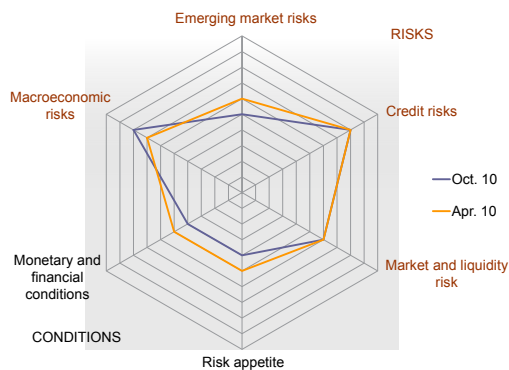 Emerging market risks
RISKS
Macroeconomic
risks
Credit risks
Oct. 10
Apr. 10
Monetary and
financial
conditions
Market and liquidity
risk
CONDITIONS
Risk appetite